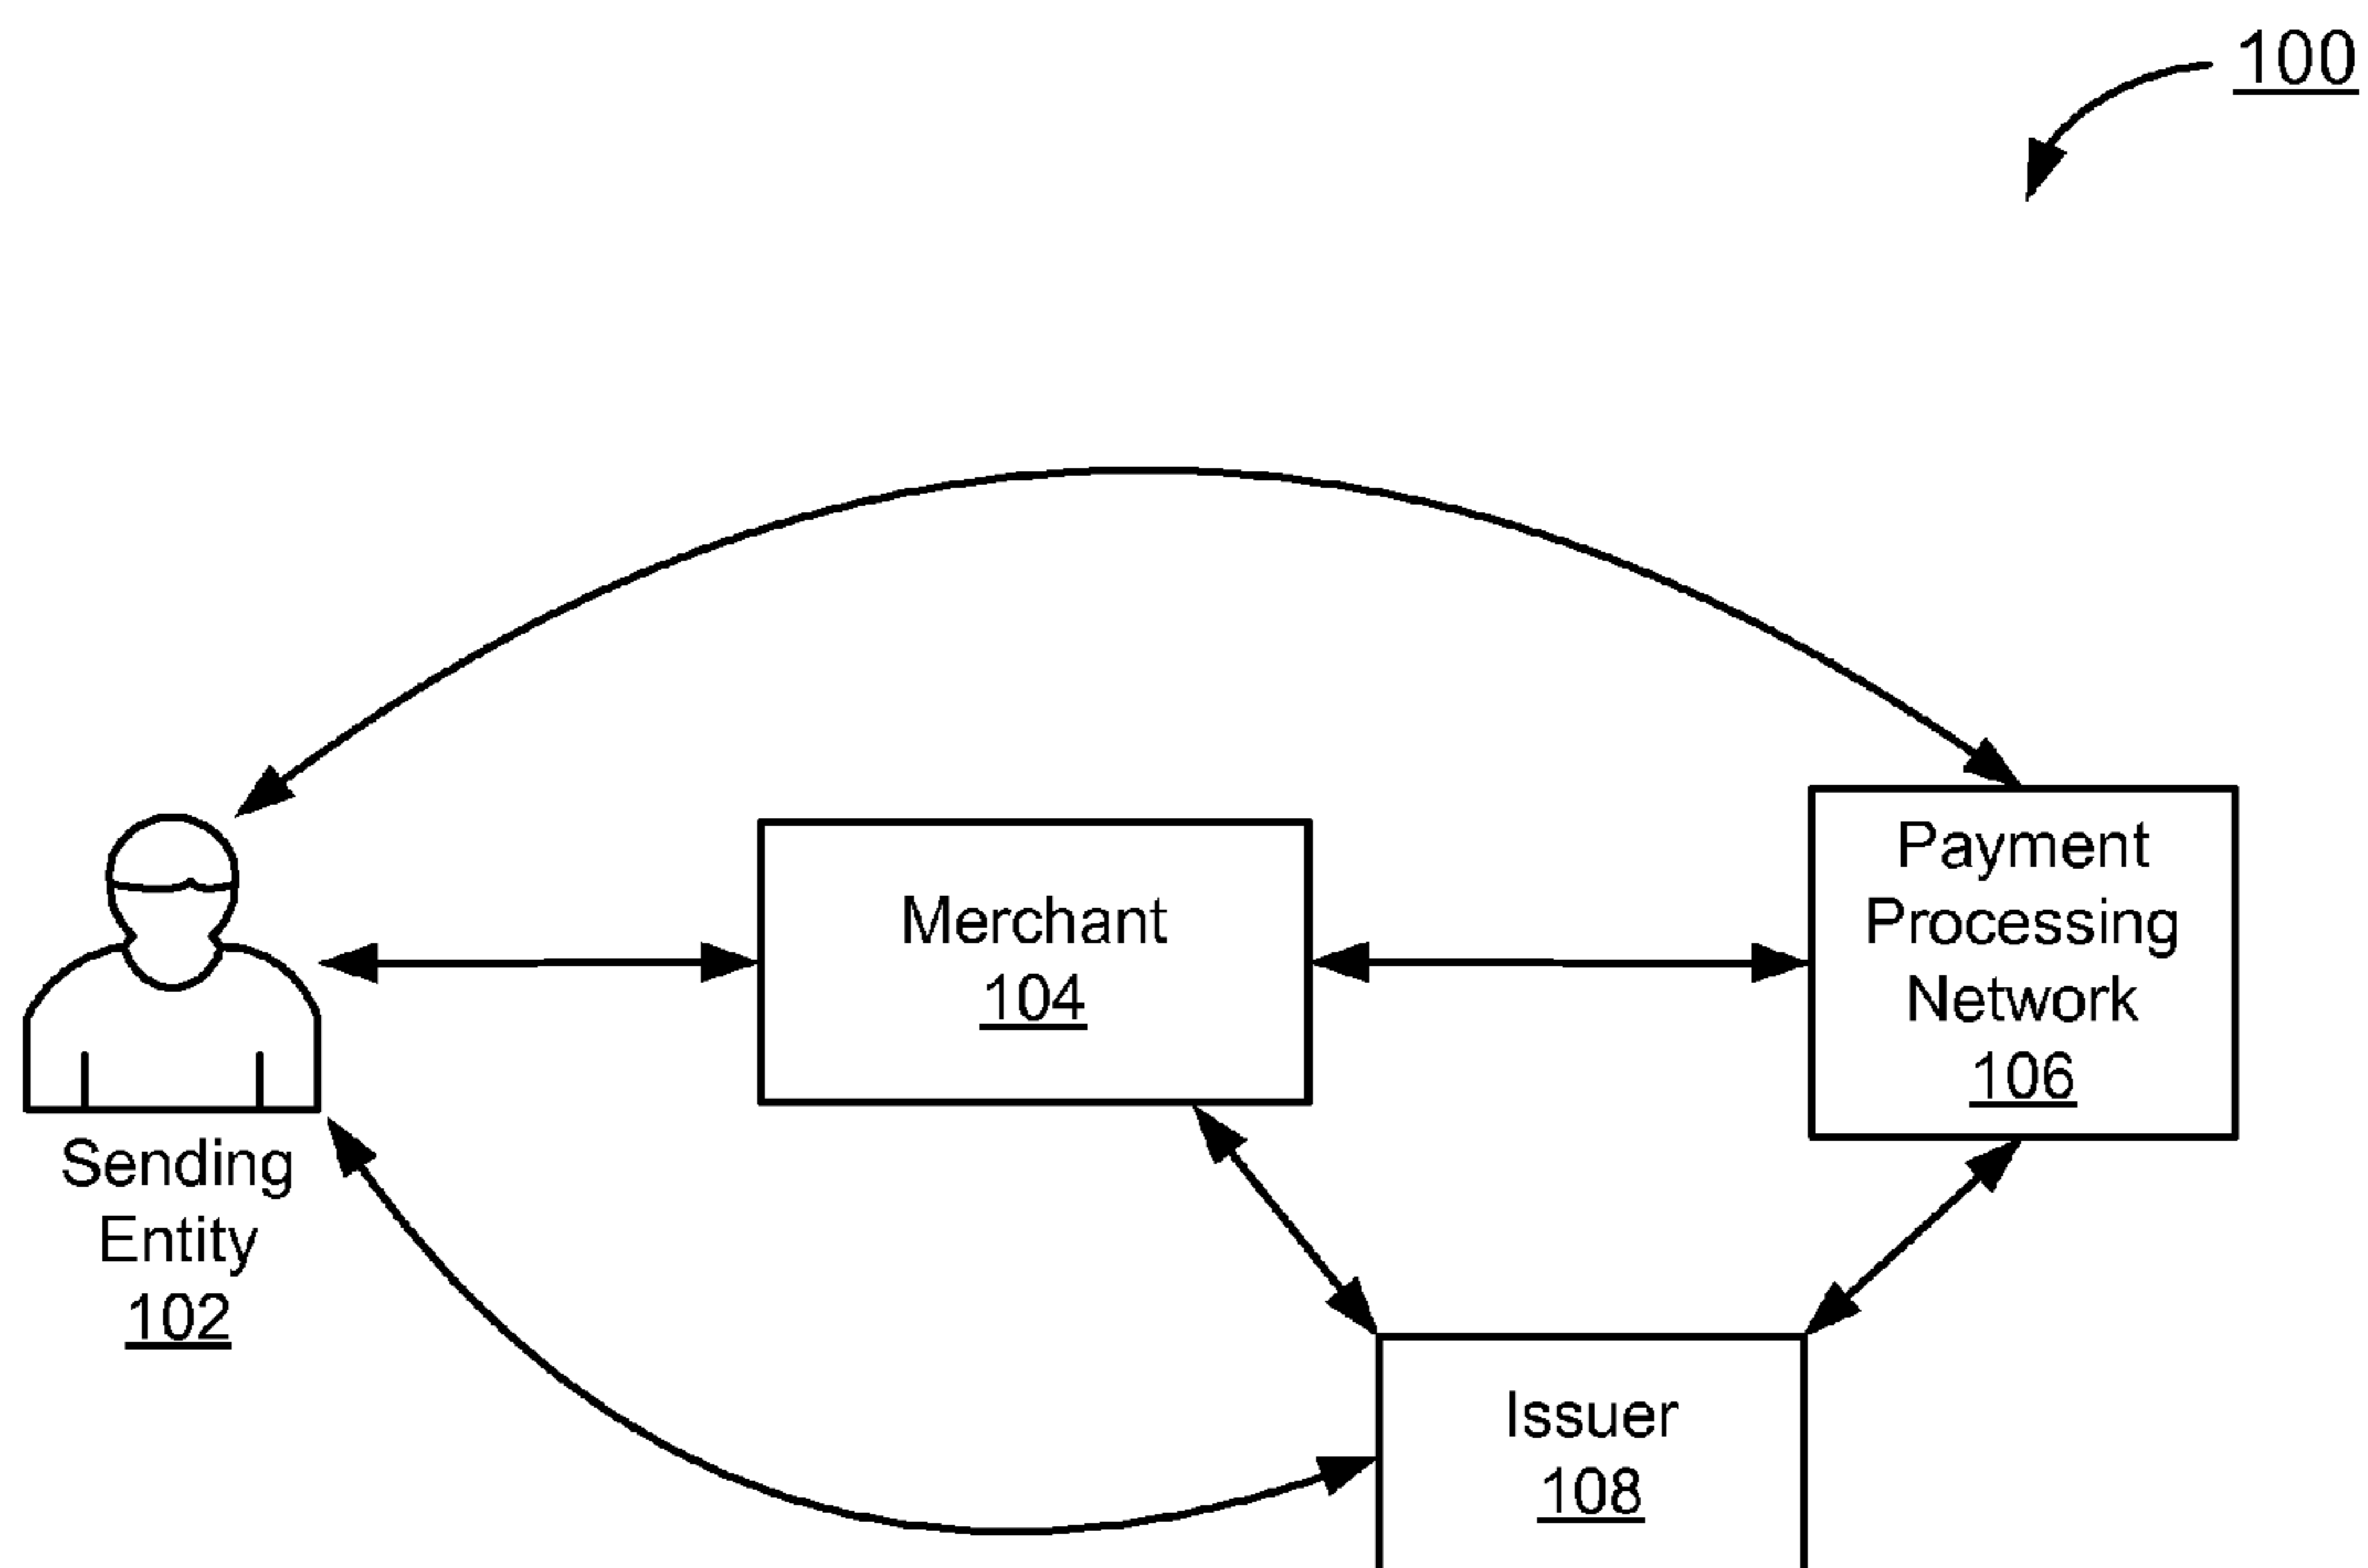 100
Merchant
104
Payment
Processing
Network
106
Sending
Entity
102
Issuer
108